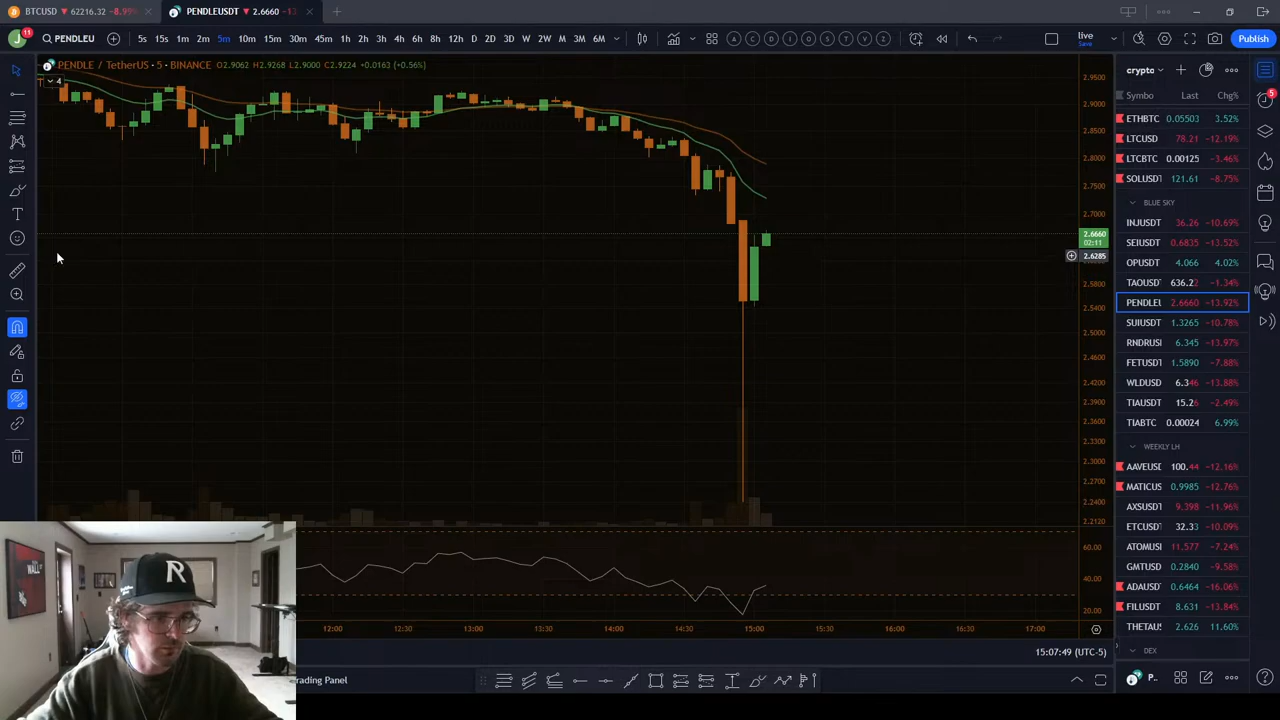 BTCUSD ▼ 62216.32 −8.99%
PENDLEUSDT ▼ 2.6660 −13
11
PENDLEU 5s 15s 1m 2m 5m 10m 15m 30m 45m 1h 2h 3h 4h 6h 8h 12h D 2D 3D W 2W M 3M 6M
A C D I O S T V Z
live
Save
Publish
PENDLE / TetherUS · 5 · BINANCE O2.9062 H2.9268 L2.9000 C2.9224 +0.0163 (+0.56%)
4
2.9500
2.9000
2.8500
2.8000
2.7500
2.7000
2.6660
02:11
2.6285
2.5800
2.5400
2.5000
2.4600
2.4200
2.3900
2.3600
2.3300
2.3000
2.2700
2.2400
2.2120
60.00
40.00
20.00
12:00 12:30 13:00 13:30 14:00 14:30 15:00 15:30 16:00 16:30 17:00
15:07:49 (UTC-5)
rading Panel
crypto
Symbo Last Chg%
ETHBTC 0.05503 3.52%
LTCUSD 78.21 −12.19%
LTCBTC 0.00125 −3.46%
SOLUSD 121.61 −8.75%
BLUE SKY
INJUSDT 36.26 −10.69%
SEIUSDT 0.6835 −13.52%
OPUSDT 4.066 4.02%
TAOUSD 636.22 −1.34%
PENDLEU 2.6660 −13.92%
SUIUSDT 1.3265 −10.78%
RNDRUSI 6.345 −13.97%
FETUSDT 1.5890 −7.88%
WLDUSD 6.346 −13.88%
TIAUSDT 15.26 −2.49%
TIABTC 0.00024 6.99%
WEEKLY LH
AAVEUSD 100.44 −12.16%
MATICUS 0.9985 −12.76%
AXSUSD 9.398 −11.96%
ETCUSDT 32.33 −10.09%
ATOMUSI 11.577 −7.24%
GMTUSD 0.2840 −9.58%
ADAUSD 0.6464 −16.06%
FILUSDT 8.631 −13.84%
THETAUS 2.626 11.60%
DEX
P..
5
WALL
R